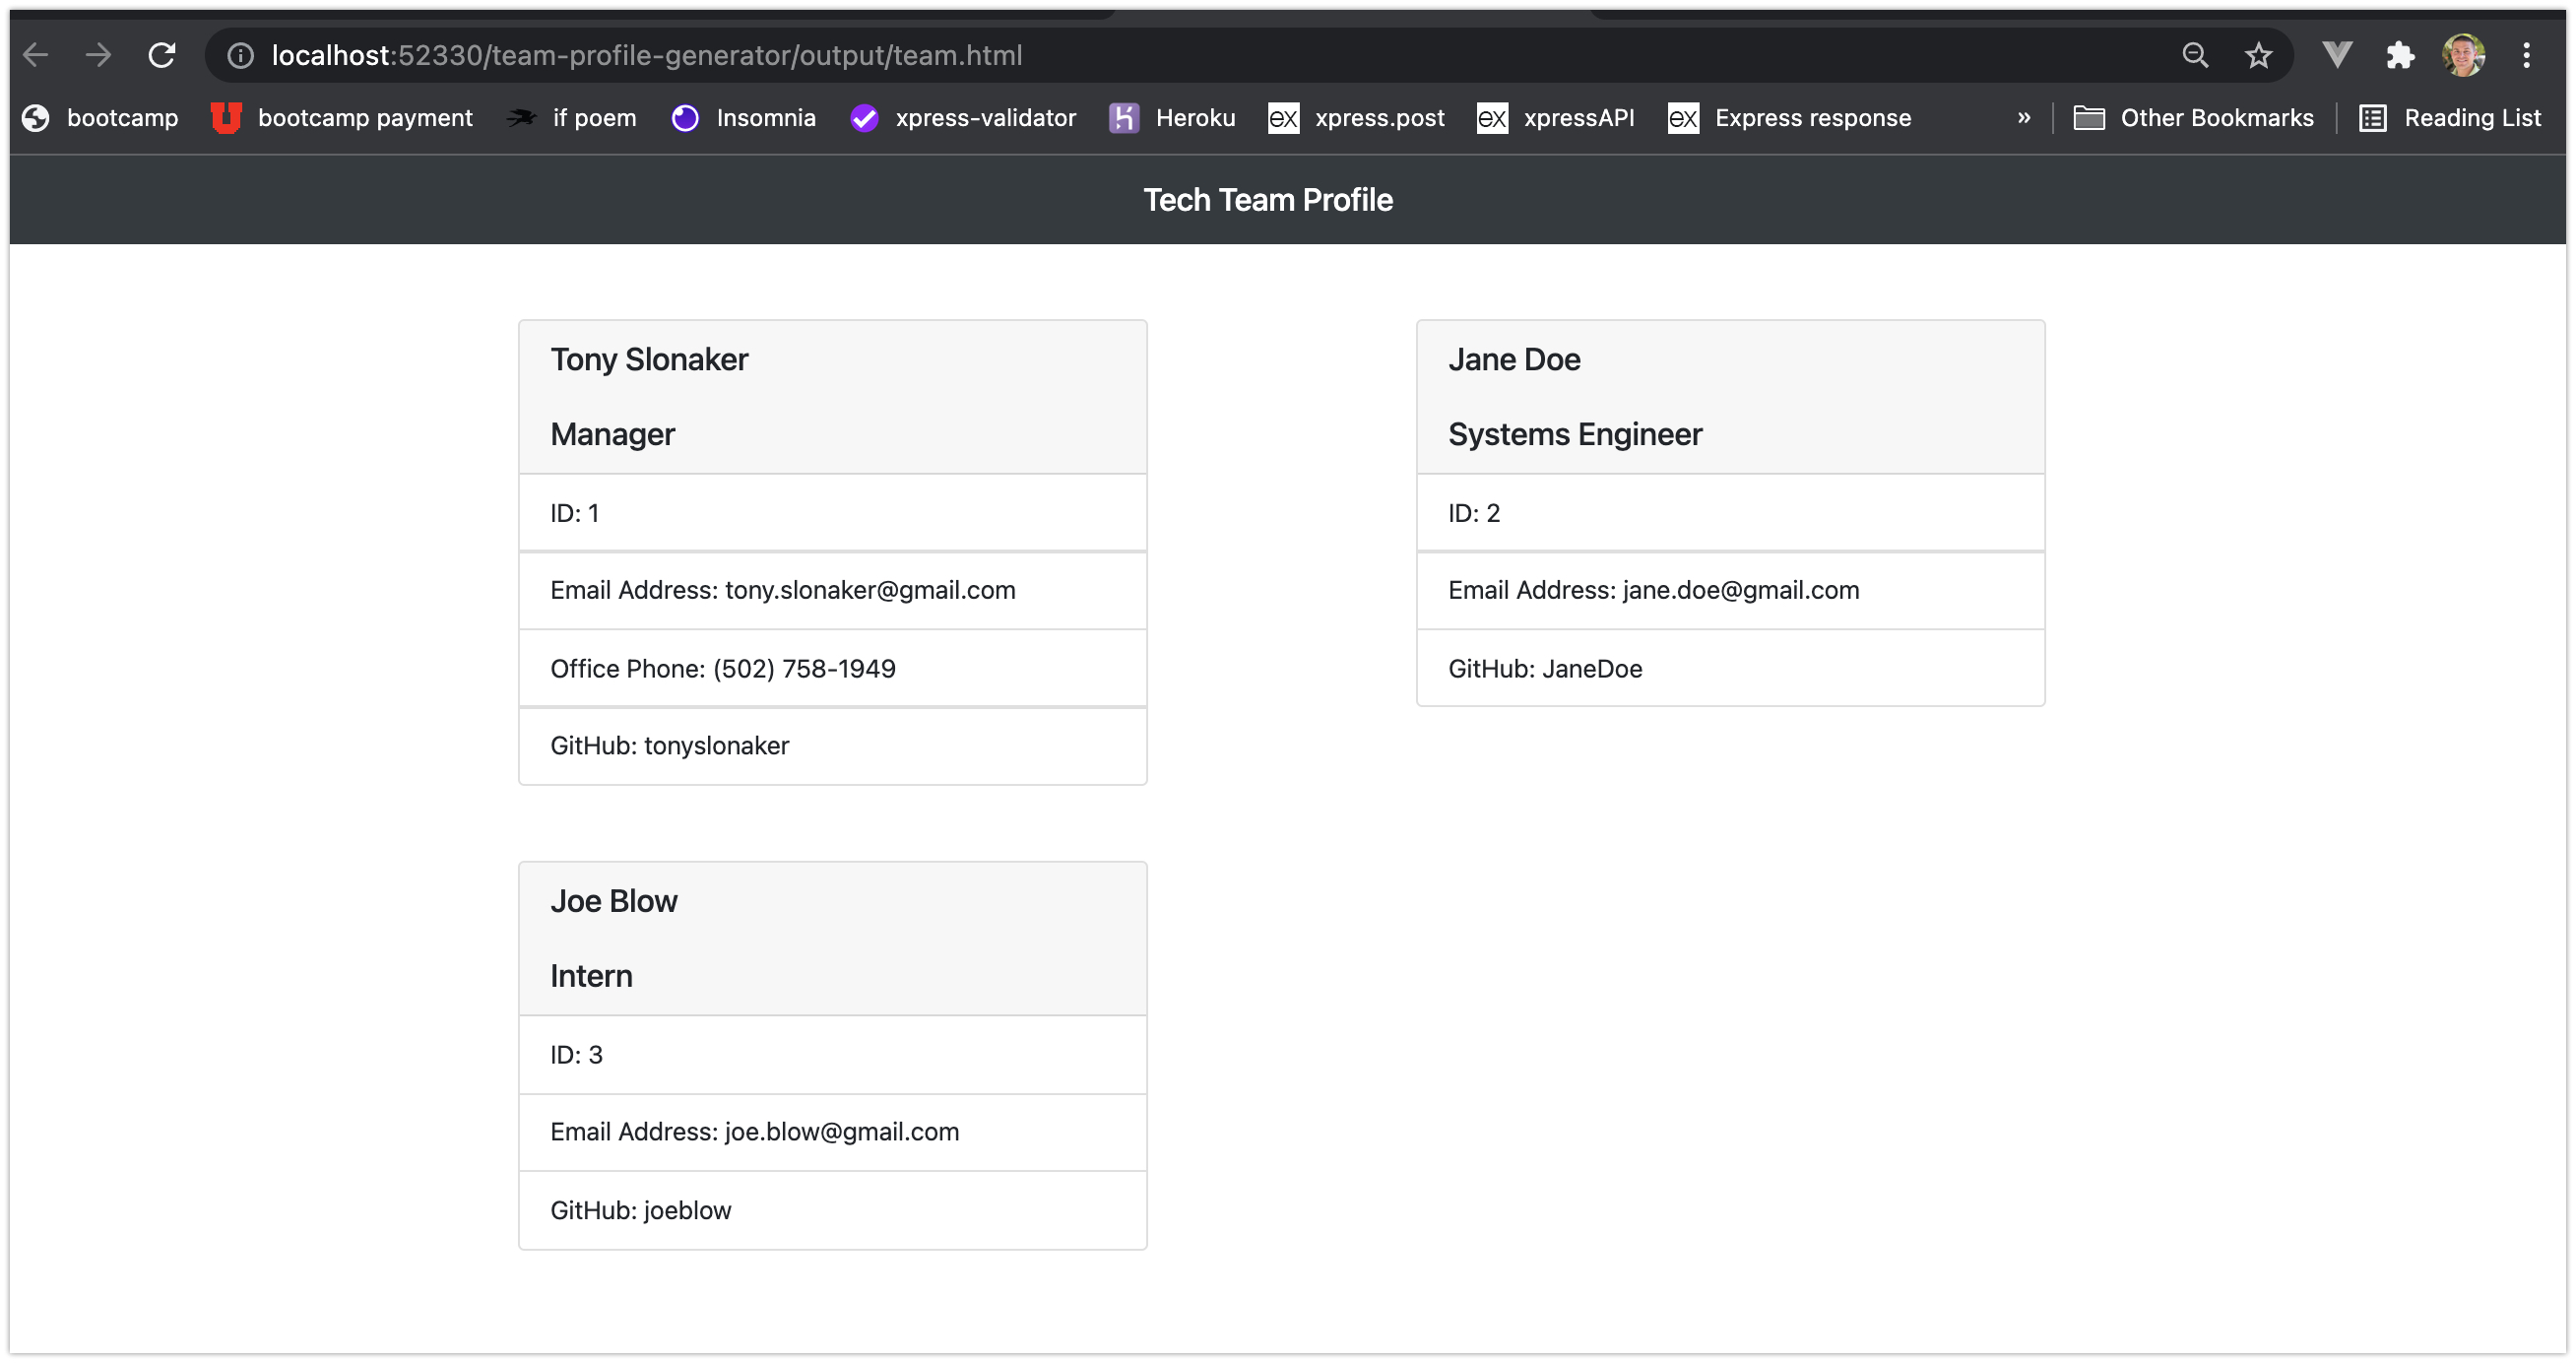 localhost:52330/team-profile-generator/output/team.html
bootcamp bootcamp payment if poem Insomnia xpress-validator Heroku ex xpress.post ex xpressAPI ex Express response » Other Bookmarks Reading List
Tech Team Profile
Tony Slonaker
Manager
ID: 1
Email Address: tony.slonaker@gmail.com
Office Phone: (502) 758-1949
GitHub: tonyslonaker
Jane Doe
Systems Engineer
ID: 2
Email Address: jane.doe@gmail.com
GitHub: JaneDoe
Joe Blow
Intern
ID: 3
Email Address: joe.blow@gmail.com
GitHub: joeblow